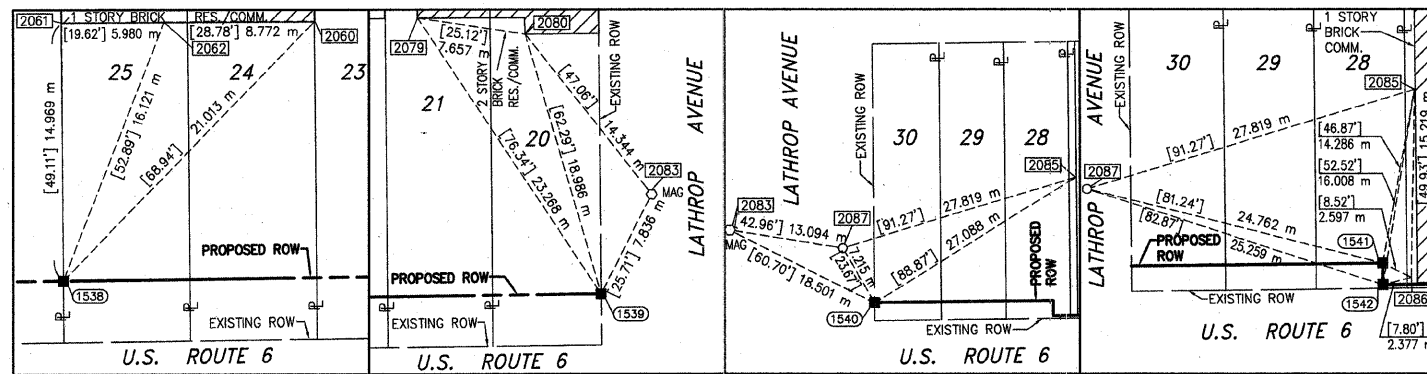 2061
1 STORY BRICK RES./COMM.
[19.62'] 5.980 m
[28.78'] 8.772 m
2060
2062
25
24
23
[49.11'] 14.969 m
[52.89'] 16.121 m
[68.94'] 21.013 m
PROPOSED ROW
1538
EXISTING ROW
U.S. ROUTE 6
2079
2080
[25.12']
7.657 m
2 STORY
BRICK
RES./COMM.
[47.06'] 14.344 m
EXISTING ROW
21
20
[76.34'] 23.268 m
[62.29'] 18.986 m
2083
MAG
[25.71'] 7.836 m
LATHROP AVENUE
PROPOSED ROW
1539
EXISTING ROW
U.S. ROUTE 6
LATHROP AVENUE
EXISTING ROW
30
29
28
2085
2083
MAG
[42.96'] 13.094 m
2087
[91.27'] 27.819 m
7.215 m
[23.67']
[88.87'] 27.088 m
[60.70'] 18.501 m
PROPOSED
ROW
1540
EXISTING ROW
U.S. ROUTE 6
LATHROP AVENUE
EXISTING ROW
30
29
28
1 STORY
BRICK
COMM.
2085
[91.27'] 27.819 m
[46.87']
14.286 m
[52.52']
16.008 m
[8.52']
2.597 m
[49.93'] 15.219
2087
[81.24'] 24.762 m
[82.87'] 25.259 m
PROPOSED
ROW
1541
1542
2086
EXISTING ROW
[7.80']
2.377 m
U.S. ROUTE 6